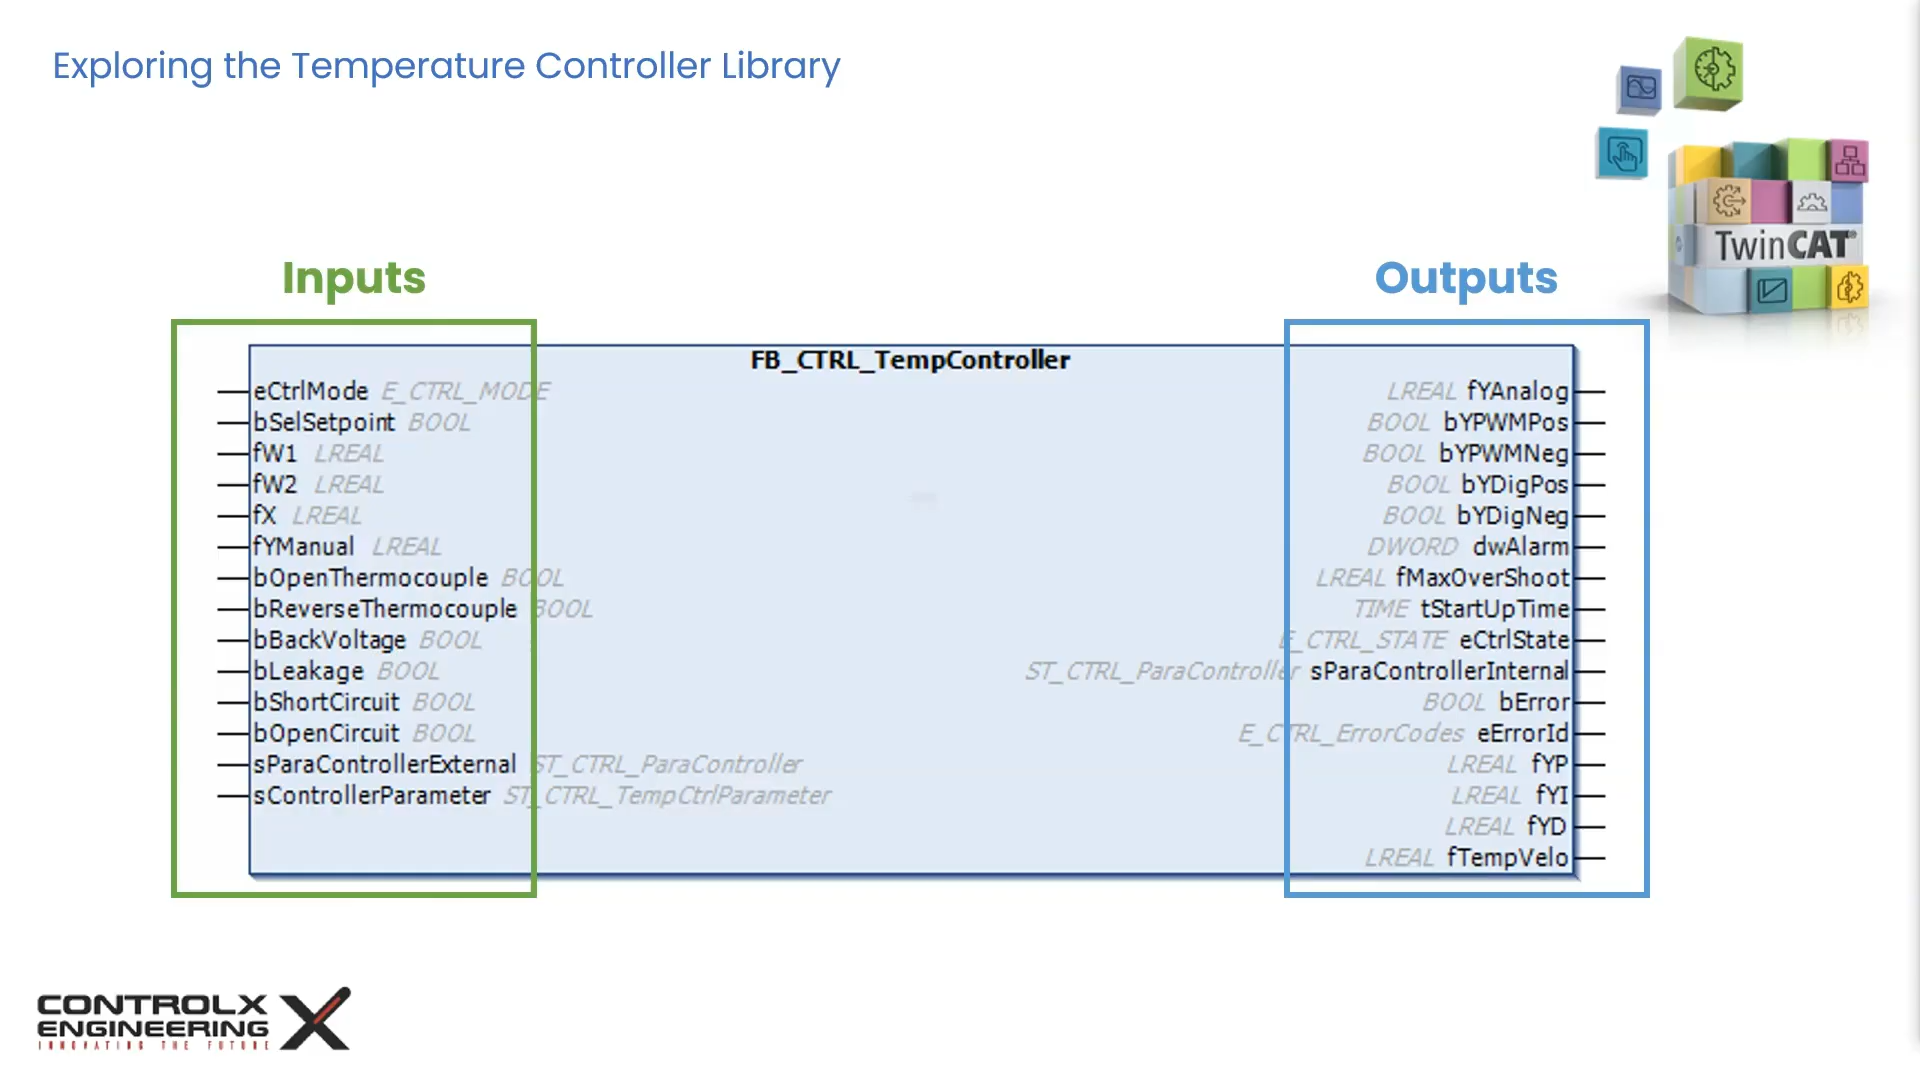 Exploring the Temperature Controller Library
TwinCAT®
Inputs
Outputs
FB_CTRL_TempController
eCtrlMode E_CTRL_MODE
bSelSetpoint BOOL
fW1 LREAL
fW2 LREAL
fX LREAL
fYManual LREAL
bOpenThermocouple BOOL
bReverseThermocouple BOOL
bBackVoltage BOOL
bLeakage BOOL
bShortCircuit BOOL
bOpenCircuit BOOL
sParaControllerExternal ST_CTRL_ParaController
sControllerParameter ST_CTRL_TempCtrlParameter
LREAL fYAnalog
BOOL bYPWMPos
BOOL bYPWMNeg
BOOL bYDigPos
BOOL bYDigNeg
DWORD dwAlarm
LREAL fMaxOverShoot
TIME tStartUpTime
E_CTRL_STATE eCtrlState
ST_CTRL_ParaController sParaControllerInternal
BOOL bError
E_CTRL_ErrorCodes eErrorId
LREAL fYP
LREAL fYI
LREAL fYD
LREAL fTempVelo
CONTROLX
ENGINEERING
INNOVATING THE FUTURE